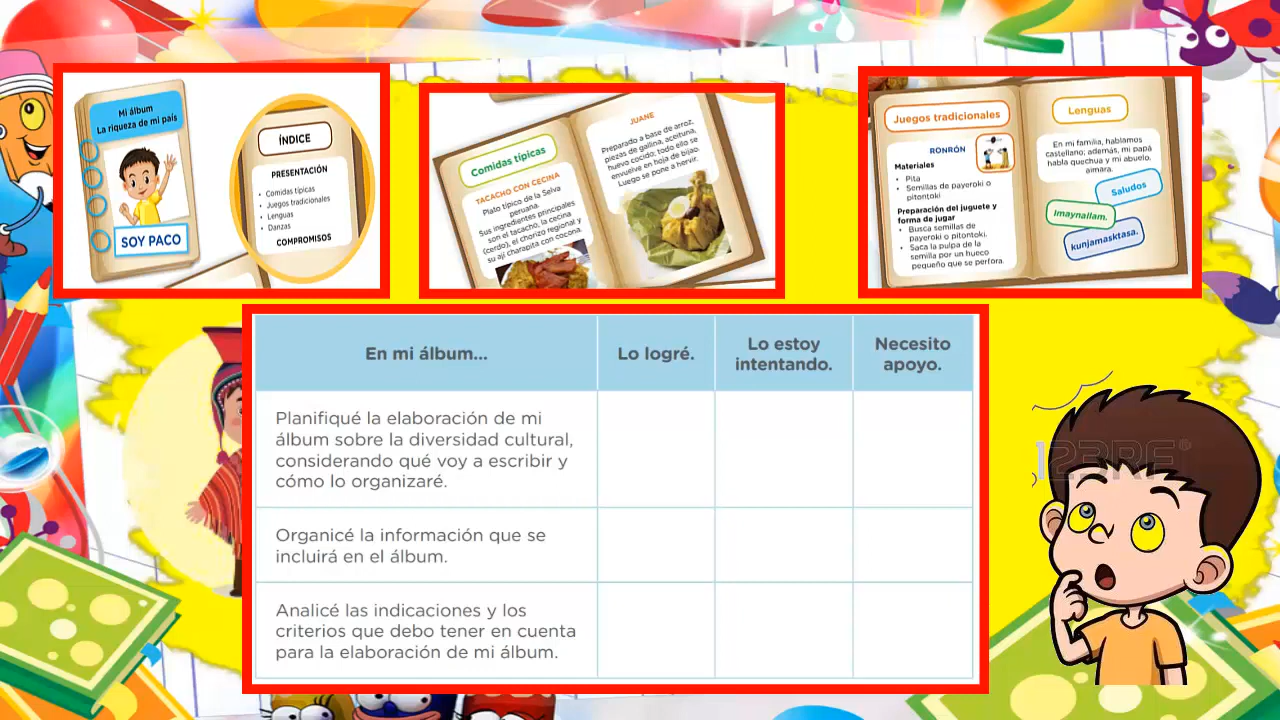 Mi álbum
La riqueza de mi país
SOY PACO
ÍNDICE
PRESENTACIÓN
• Comidas típicas
• Juegos tradicionales
• Lenguas
• Danzas
COMPROMISOS
Comidas típicas
TACACHO CON CECINA
Plato típico de la Selva
peruana.
Sus ingredientes principales
son el tacacho, la cecina
(cerdo), el chorizo regional y
su ají charapita con cocona.
JUANE
Preparado a base de arroz,
piezas de gallina, aceituna,
huevo cocido; todo ello se
envuelve en hoja de bijao.
Luego se pone a hervir.
Juegos tradicionales
RONRÓN
Materiales
• Pita
• Semillas de payeroki o
pitontoki
Preparación del juguete y
forma de jugar
• Busca semillas de
payeroki o pitontoki.
• Saca la pulpa de la
semilla por un hueco
pequeño que se perfora.
Lenguas
En mi familia, hablamos
castellano; además, mi papá
habla quechua y mi abuelo,
aimara.
Saludos
Imaynallam.
kunjamasktasa.
En mi álbum...
Lo logré.
Lo estoy
intentando.
Necesito
apoyo.
Planifiqué la elaboración de mi
álbum sobre la diversidad cultural,
considerando qué voy a escribir y
cómo lo organizaré.
Organicé la información que se
incluirá en el álbum.
Analicé las indicaciones y los
criterios que debo tener en cuenta
para la elaboración de mi álbum.
123RF®